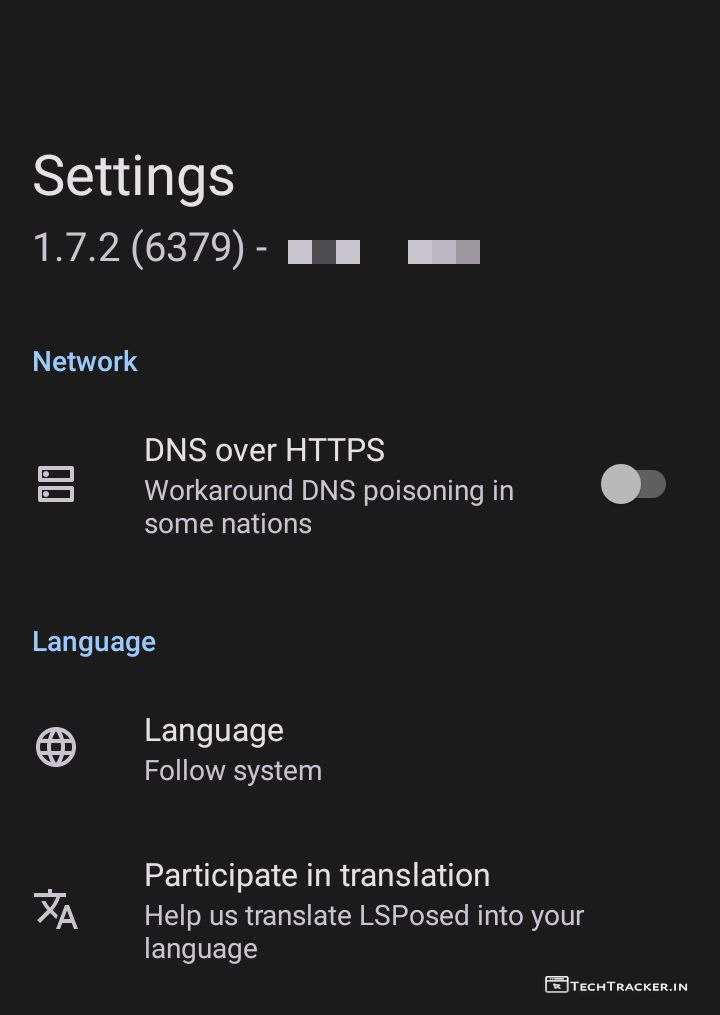 Settings
1.7.2 (6379) -
Network
DNS over HTTPS
Workaround DNS poisoning in
some nations
Language
Language
Follow system
Participate in translation
Help us translate LSPosed into your
language
TechTracker.in